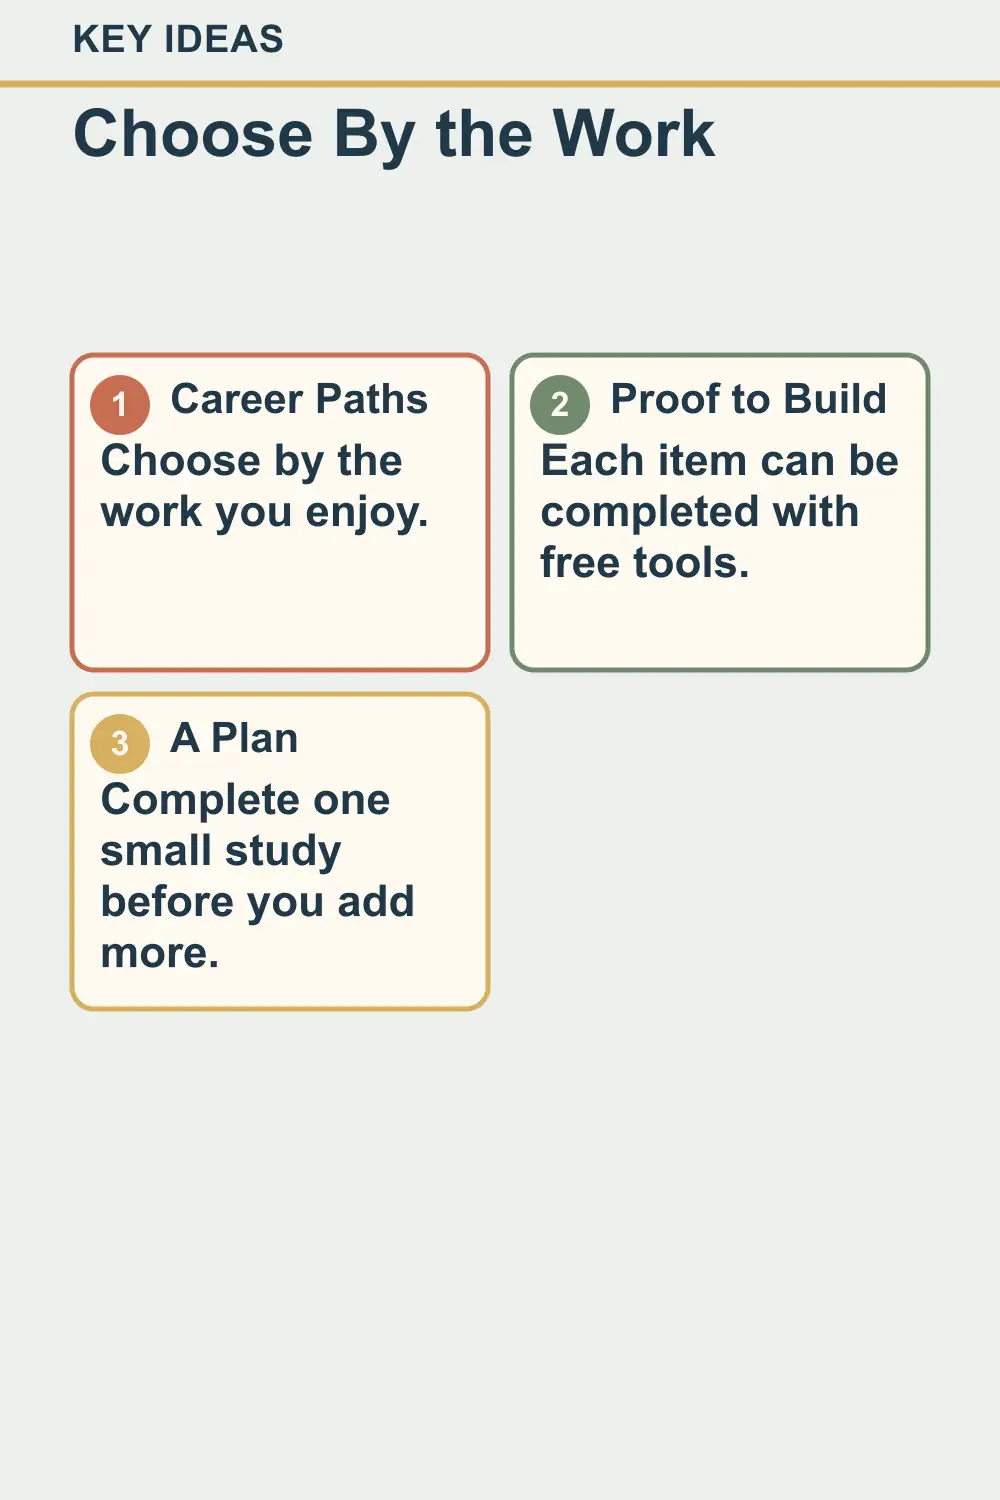 KEY IDEAS
Choose By the Work
1 Career Paths
Choose by the
work you enjoy.
2 Proof to Build
Each item can be
completed with
free tools.
3 A Plan
Complete one
small study
before you add
more.